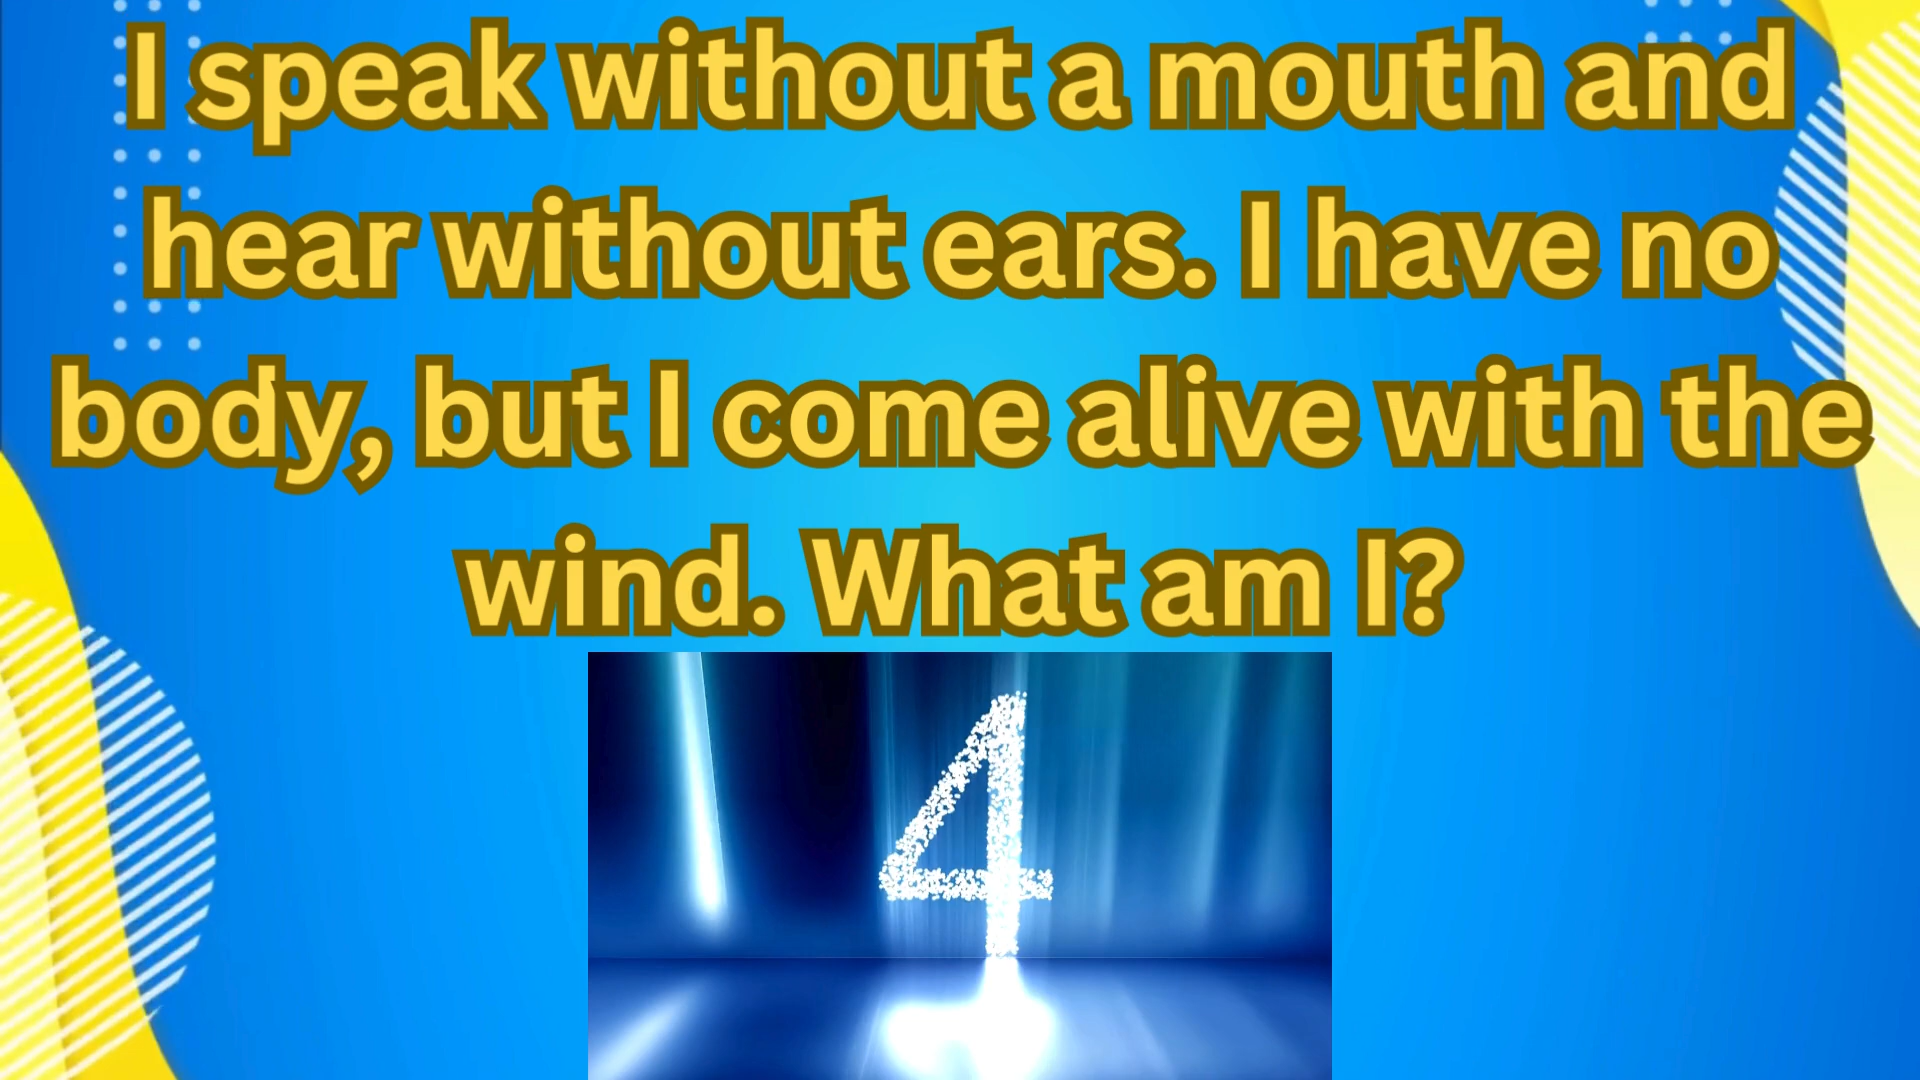 I speak without a mouth and
hear without ears. I have no
body, but I come alive with the
wind. What am I?
4